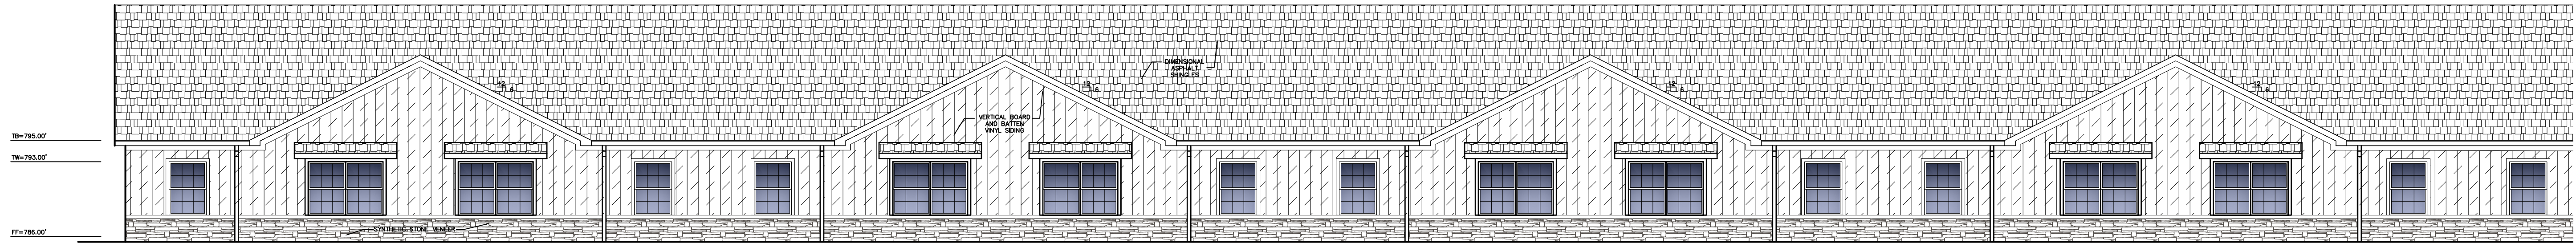 DIMENSIONAL
ASPHALT
SHINGLES
12
6
12
6
12
6
12
6
VERTICAL BOARD
AND BATTEN
VINYL SIDING
TB=795.00'
TW=793.00'
SYNTHETIC STONE VENEER
FF=786.00'